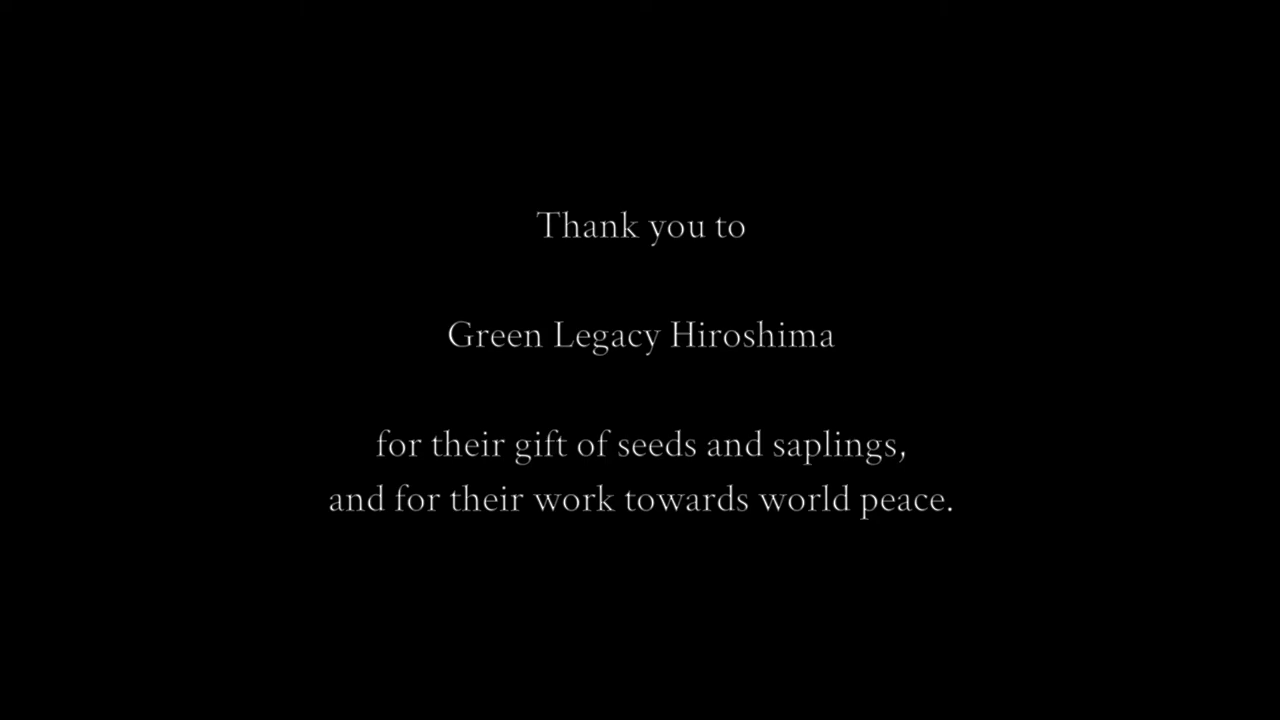 Thank you to
Green Legacy Hiroshima
for their gift of seeds and saplings,
and for their work towards world peace.